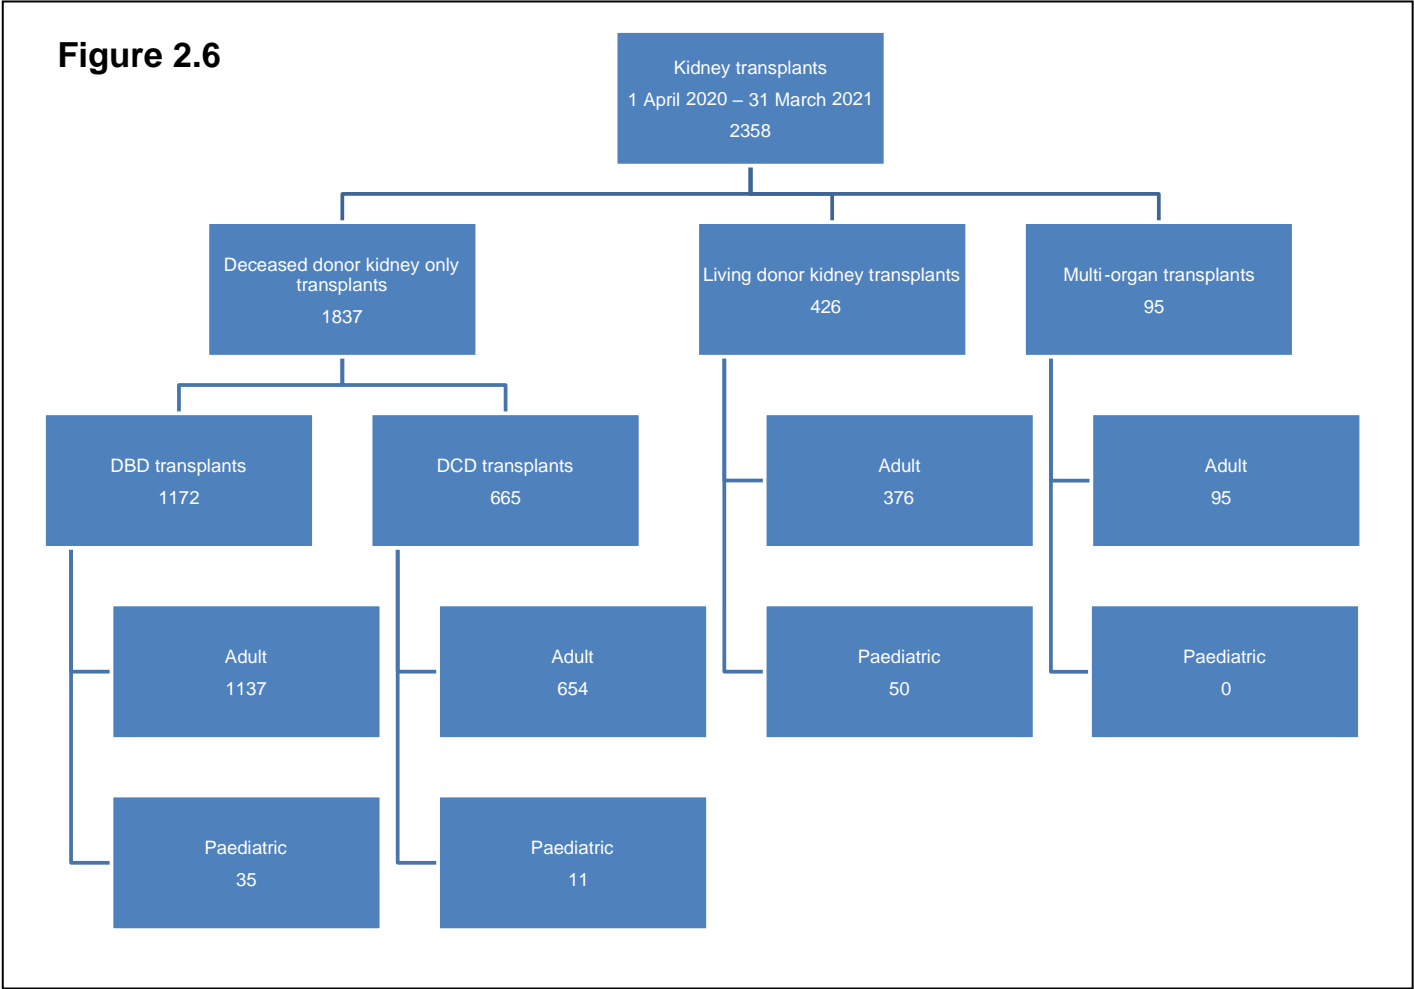 Figure 2.6
Kidney transplants
1 April 2020 – 31 March 2021
2358
Deceased donor kidney only
transplants
1837
Living donor kidney transplants
426
Multi-organ transplants
95
DBD transplants
1172
DCD transplants
665
Adult
376
Adult
95
Adult
1137
Adult
654
Paediatric
50
Paediatric
0
Paediatric
35
Paediatric
11